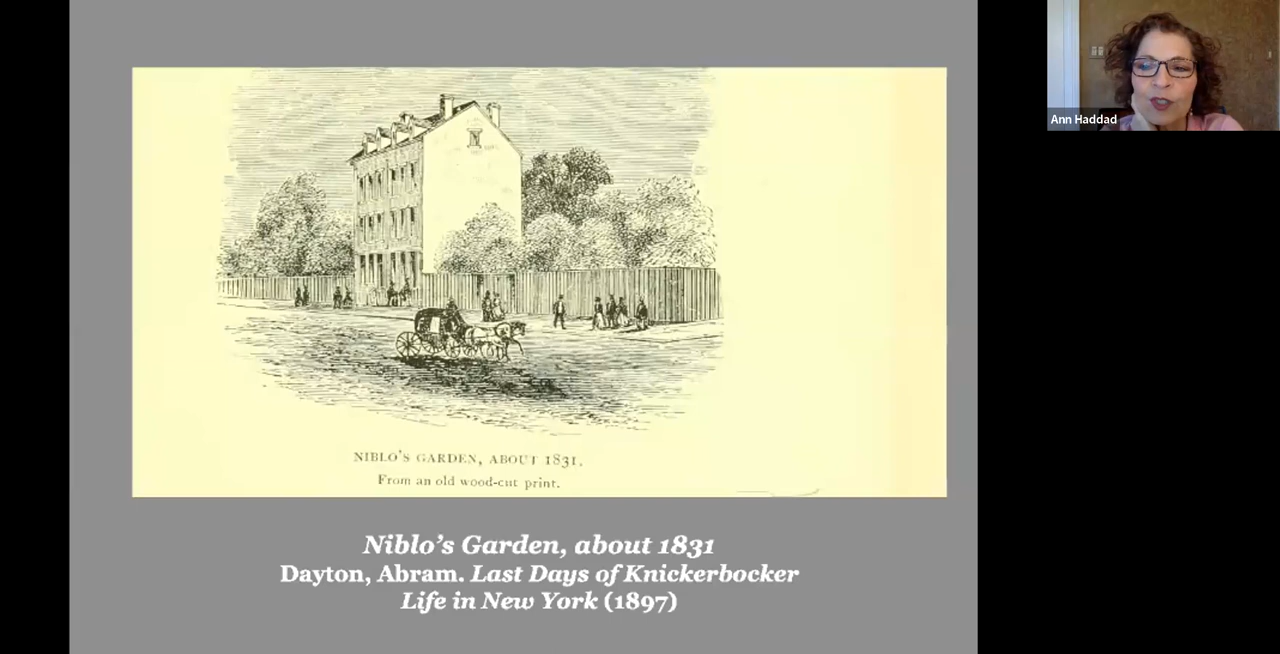 NIBLO'S GARDEN, ABOUT 1831.
From an old wood-cut print.
Niblo's Garden, about 1831
Dayton, Abram. Last Days of Knickerbocker
Life in New York (1897)
Ann Haddad